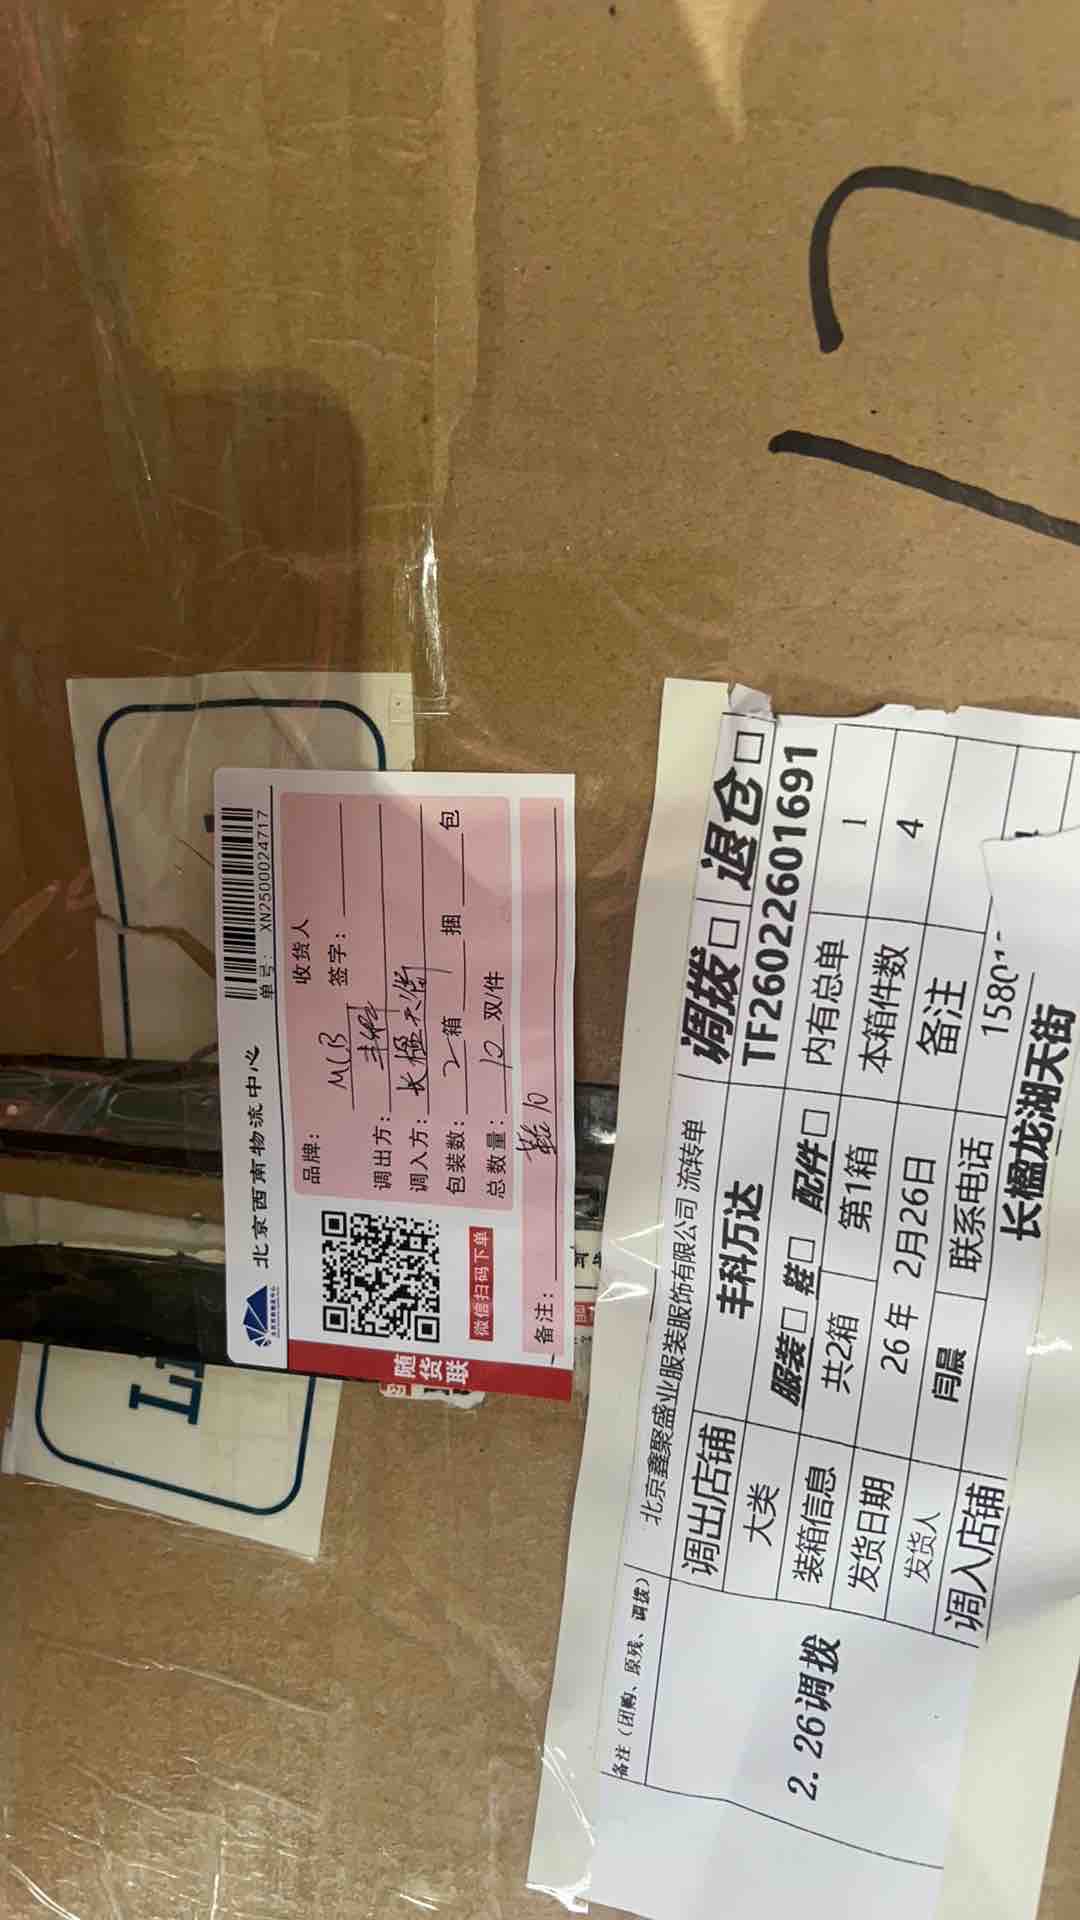 北京西南物流中心
单号: XN2500024717
品牌: MLB
收货人
签字:
调出方: 丰科
调入方: 长楹天街
包装数: 2 箱 捆 包
总数量: 10 双/件
备注:
微信扫码下单
随货联
备注（团购、原残、调拨）
2.26调拨
北京鑫聚盛业服装服饰有限公司 流转单
调拨□ 退仓□
调出店铺 丰科万达 TF26022601691
大类 服装□ 鞋□ 配件□ 内有总单 1
装箱信息 共2箱 第1箱 本箱件数 4
发货日期 26年 2月26日 备注
发货人 闫晨 联系电话 1580
调入店铺 长楹龙湖天街